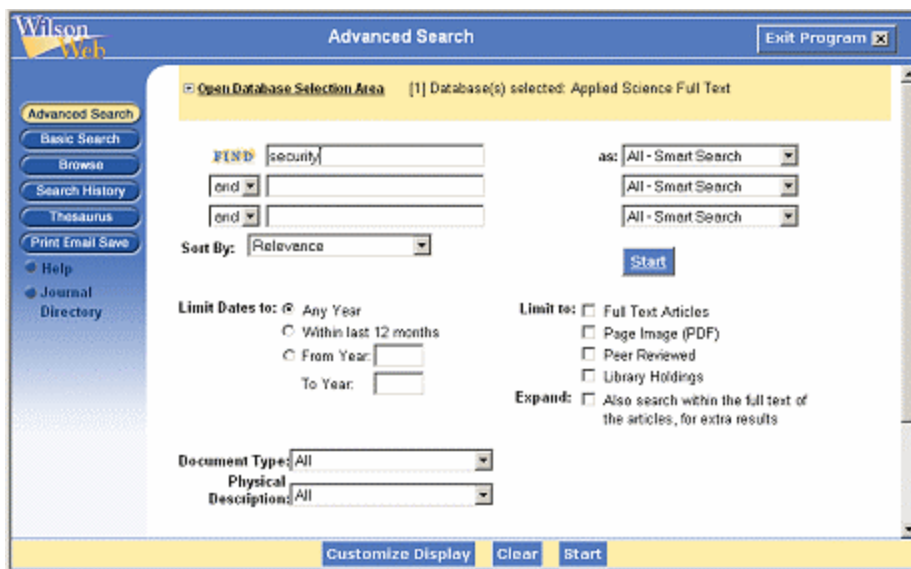 Wilson Web
Advanced Search
Exit Program
Open Database Selection Area [1] Database(s) selected: Applied Science Full Text
Advanced Search
Basic Search
Browse
Search History
Thesaurus
Print Email Save
Help
Journal
Directory
FIND security as: All - Smart Search
and All - Smart Search
and All - Smart Search
Sort By: Relevance
Start
Limit Dates to: Any Year
Within last 12 months
From Year:
To Year:
Limit to: Full Text Articles
Page Image (PDF)
Peer Reviewed
Library Holdings
Expand: Also search within the full text of
the articles, for extra results
Document Type: All
Physical
Description: All
Customize Display Clear Start